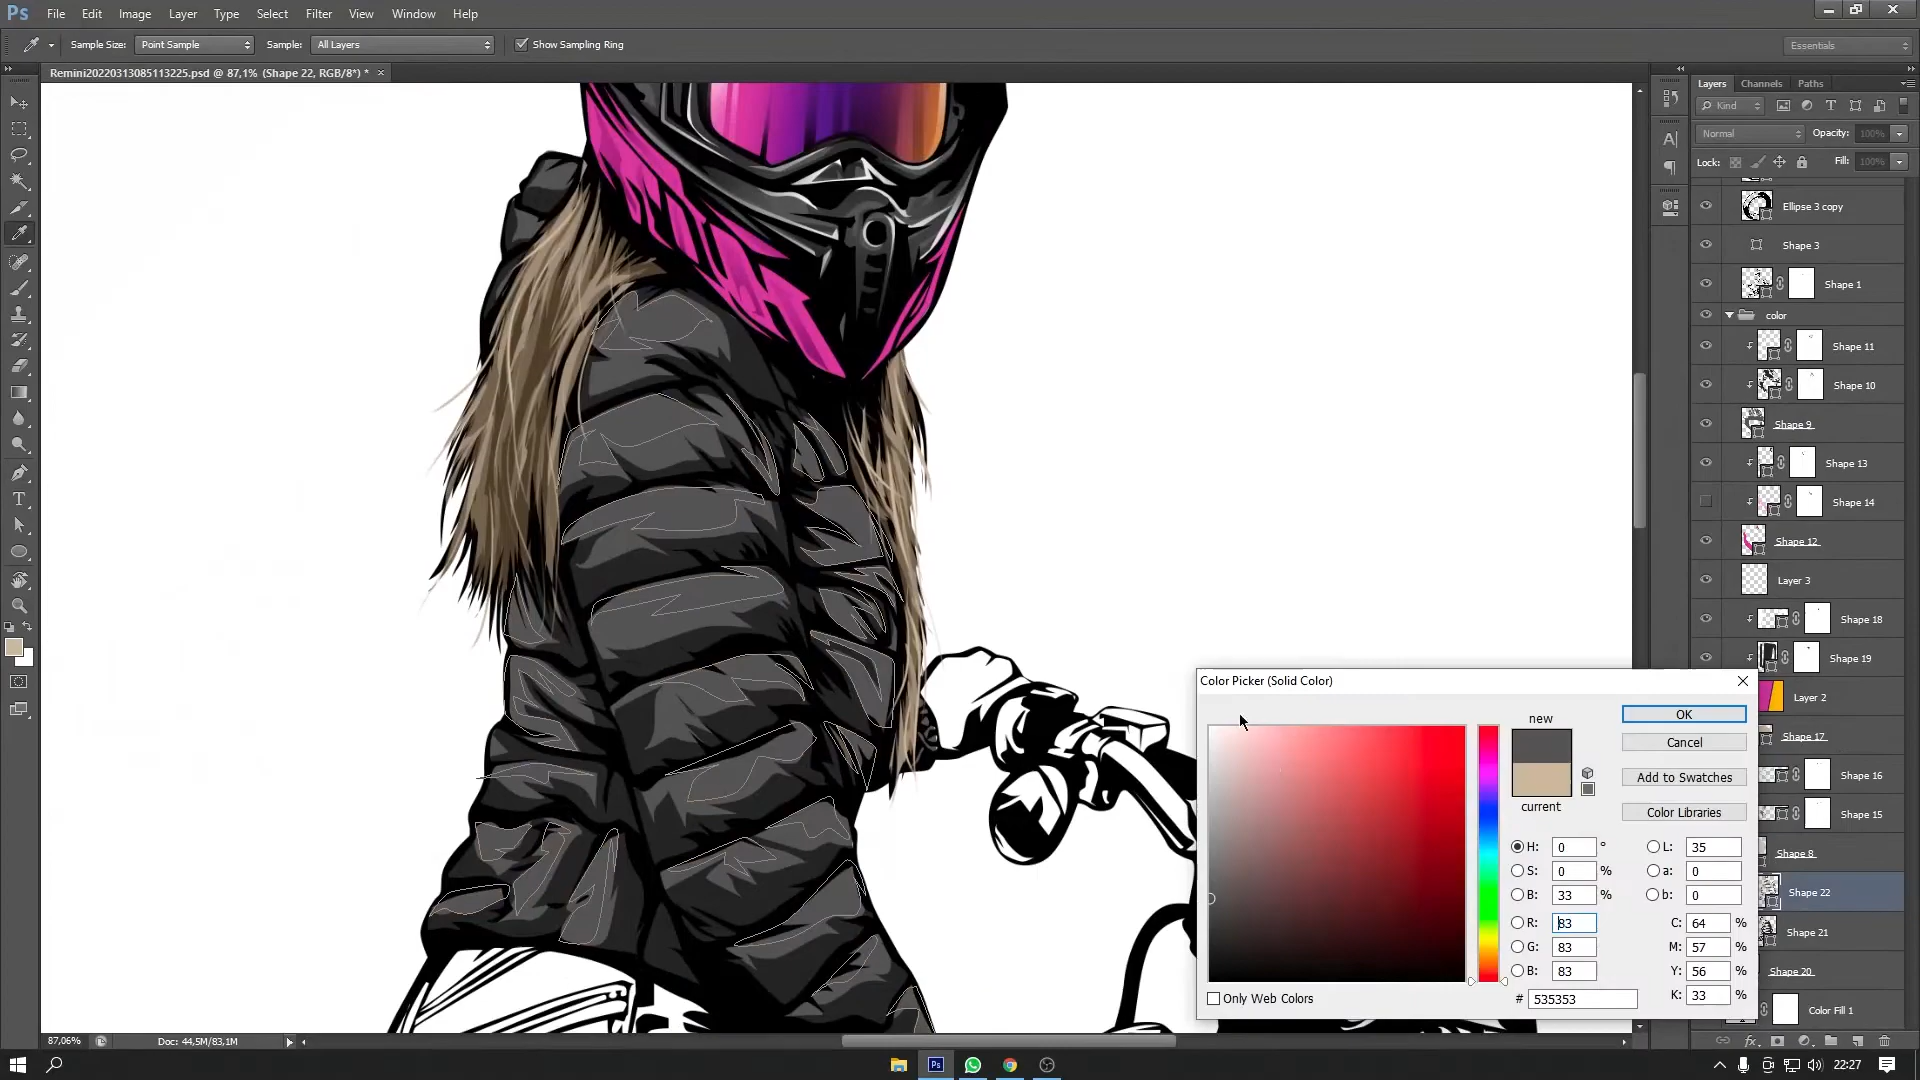 Ps File Edit Image Layer Type Select Filter View Window Help
Sample Size: Point Sample Sample: All Layers Show Sampling Ring Essentials
Remini20220313085113225.psd @ 87,1% (Shape 22, RGB/8*) * ×
Layers Channels Paths
Kind
Normal Opacity: 100%
Lock: Fill: 100%
Ellipse 3 copy
Shape 3
Shape 1
color
Shape 11
Shape 10
Shape 9
Shape 13
Shape 14
Shape 12
Layer 3
Shape 18
Shape 19
Layer 2
Shape 17
Shape 16
Shape 15
Shape 8
Shape 22
Shape 21
Shape 20
Color Fill 1
Color Picker (Solid Color)
new
current
OK
Cancel
Add to Swatches
Color Libraries
H: 0 ° L: 35
S: 0 % a: 0
B: 33 % b: 0
R: 83 C: 64 %
G: 83 M: 57 %
B: 83 Y: 56 %
# 535353 K: 33 %
Only Web Colors
87,06% Doc: 44,5M/83,1M
Ps 22:27